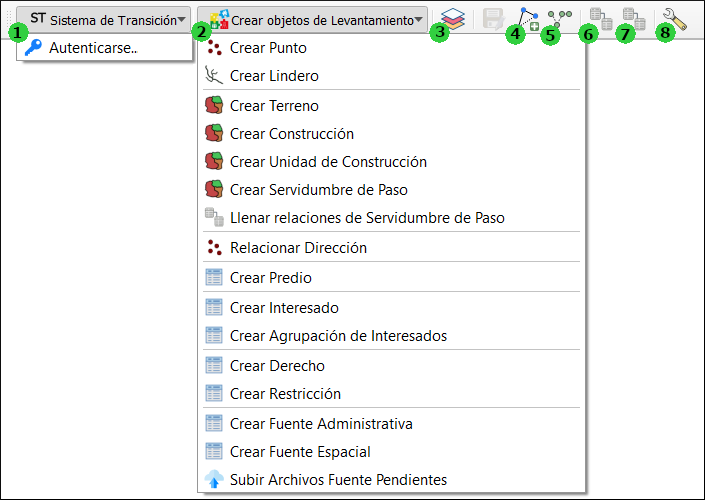 ST Sistema de Transición
Crear objetos de Levantamiento
1
2
3
4
5
6
7
8
Autenticarse..
Crear Punto
Crear Lindero
Crear Terreno
Crear Construcción
Crear Unidad de Construcción
Crear Servidumbre de Paso
Llenar relaciones de Servidumbre de Paso
Relacionar Dirección
Crear Predio
Crear Interesado
Crear Agrupación de Interesados
Crear Derecho
Crear Restricción
Crear Fuente Administrativa
Crear Fuente Espacial
Subir Archivos Fuente Pendientes